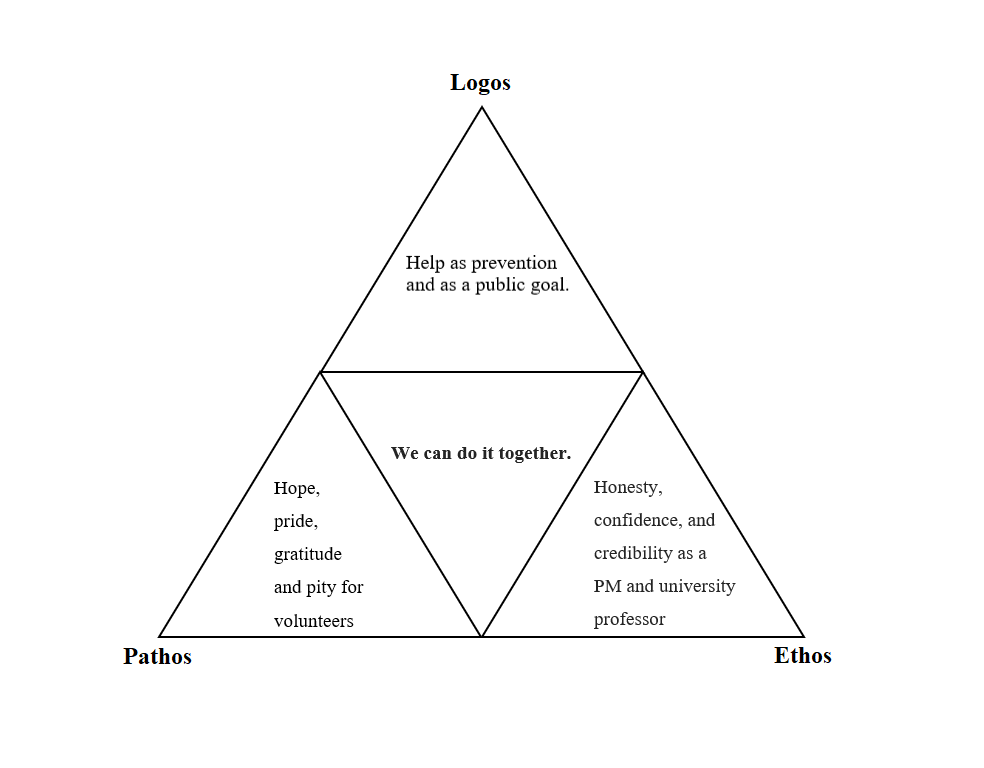 Logos
Help as prevention
and as a public goal.
We can do it together.
Hope,
pride,
gratitude
and pity for
volunteers
Honesty,
confidence, and
credibility as a
PM and university
professor
Pathos
Ethos